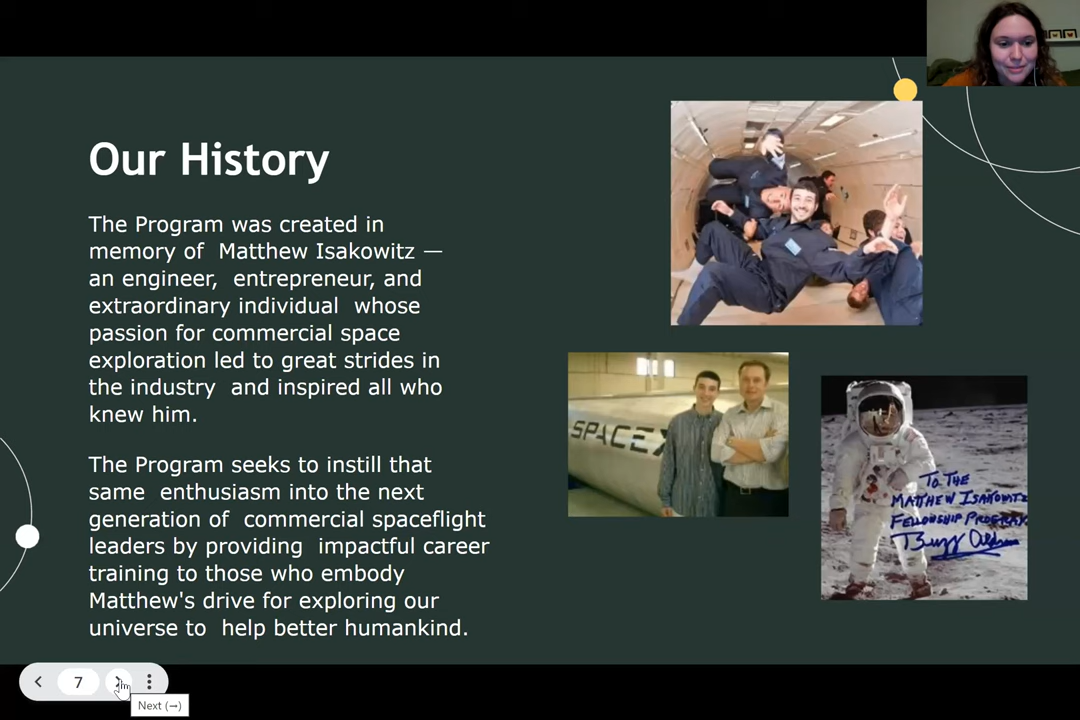 Our History
The Program was created in
memory of Matthew Isakowitz —
an engineer, entrepreneur, and
extraordinary individual whose
passion for commercial space
exploration led to great strides in
the industry and inspired all who
knew him.
The Program seeks to instill that
same enthusiasm into the next
generation of commercial spaceflight
leaders by providing impactful career
training to those who embody
Matthew's drive for exploring our
universe to help better humankind.
SPACEX
TO THE
MATTHEW ISAKOWITZ
FELLOWSHIP PROGRAM
Buzz Aldrin
7
Next (→)